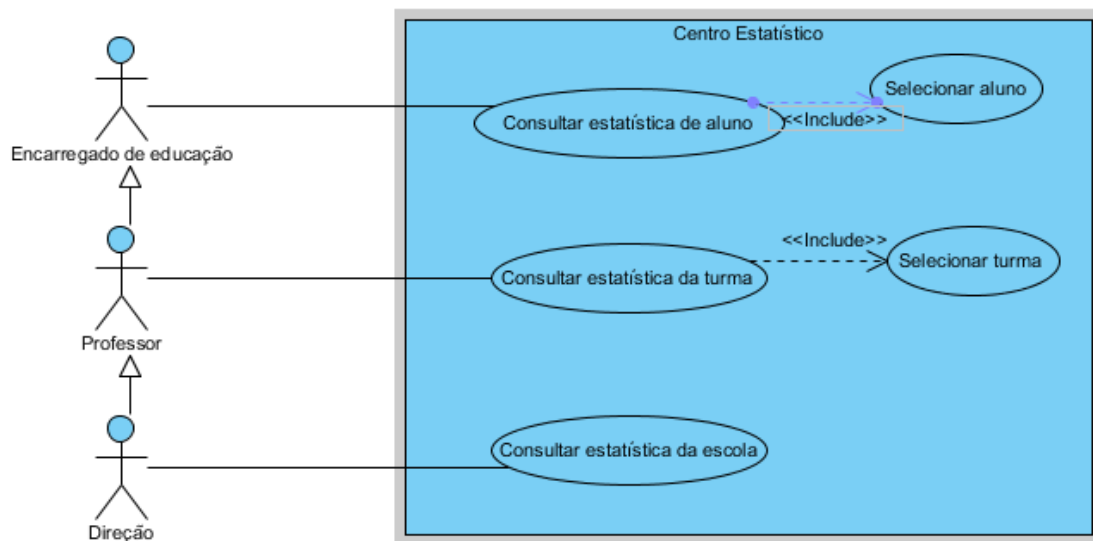 Centro Estatístico
Selecionar aluno
Consultar estatística de aluno
<<Include>>
Encarregado de educação
<<Include>>
Selecionar turma
Consultar estatística da turma
Professor
Consultar estatística da escola
Direção